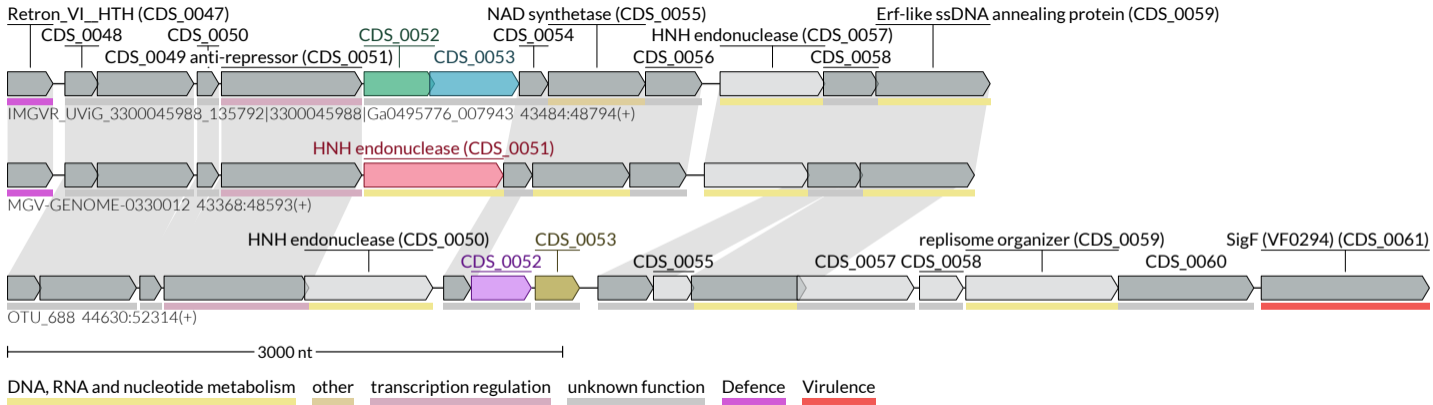 Retron_VI__HTH (CDS_0047) NAD synthetase (CDS_0055) Erf-like ssDNA annealing protein (CDS_0059)
CDS_0048 CDS_0050 CDS_0052 CDS_0054 HNH endonuclease (CDS_0057)
CDS_0049 anti-repressor (CDS_0051) CDS_0053 CDS_0056 CDS_0058
IMGVR_UViG_3300045988_135792|3300045988|Ga0495776_007943 43484:48794(+)
HNH endonuclease (CDS_0051)
MGV-GENOME-0330012 43368:48593(+)
HNH endonuclease (CDS_0050) CDS_0053 replisome organizer (CDS_0059) SigF (VF0294) (CDS_0061)
CDS_0052 CDS_0055 CDS_0057 CDS_0058 CDS_0060
OTU_688 44630:52314(+)
3000 nt
DNA, RNA and nucleotide metabolism other transcription regulation unknown function Defence Virulence